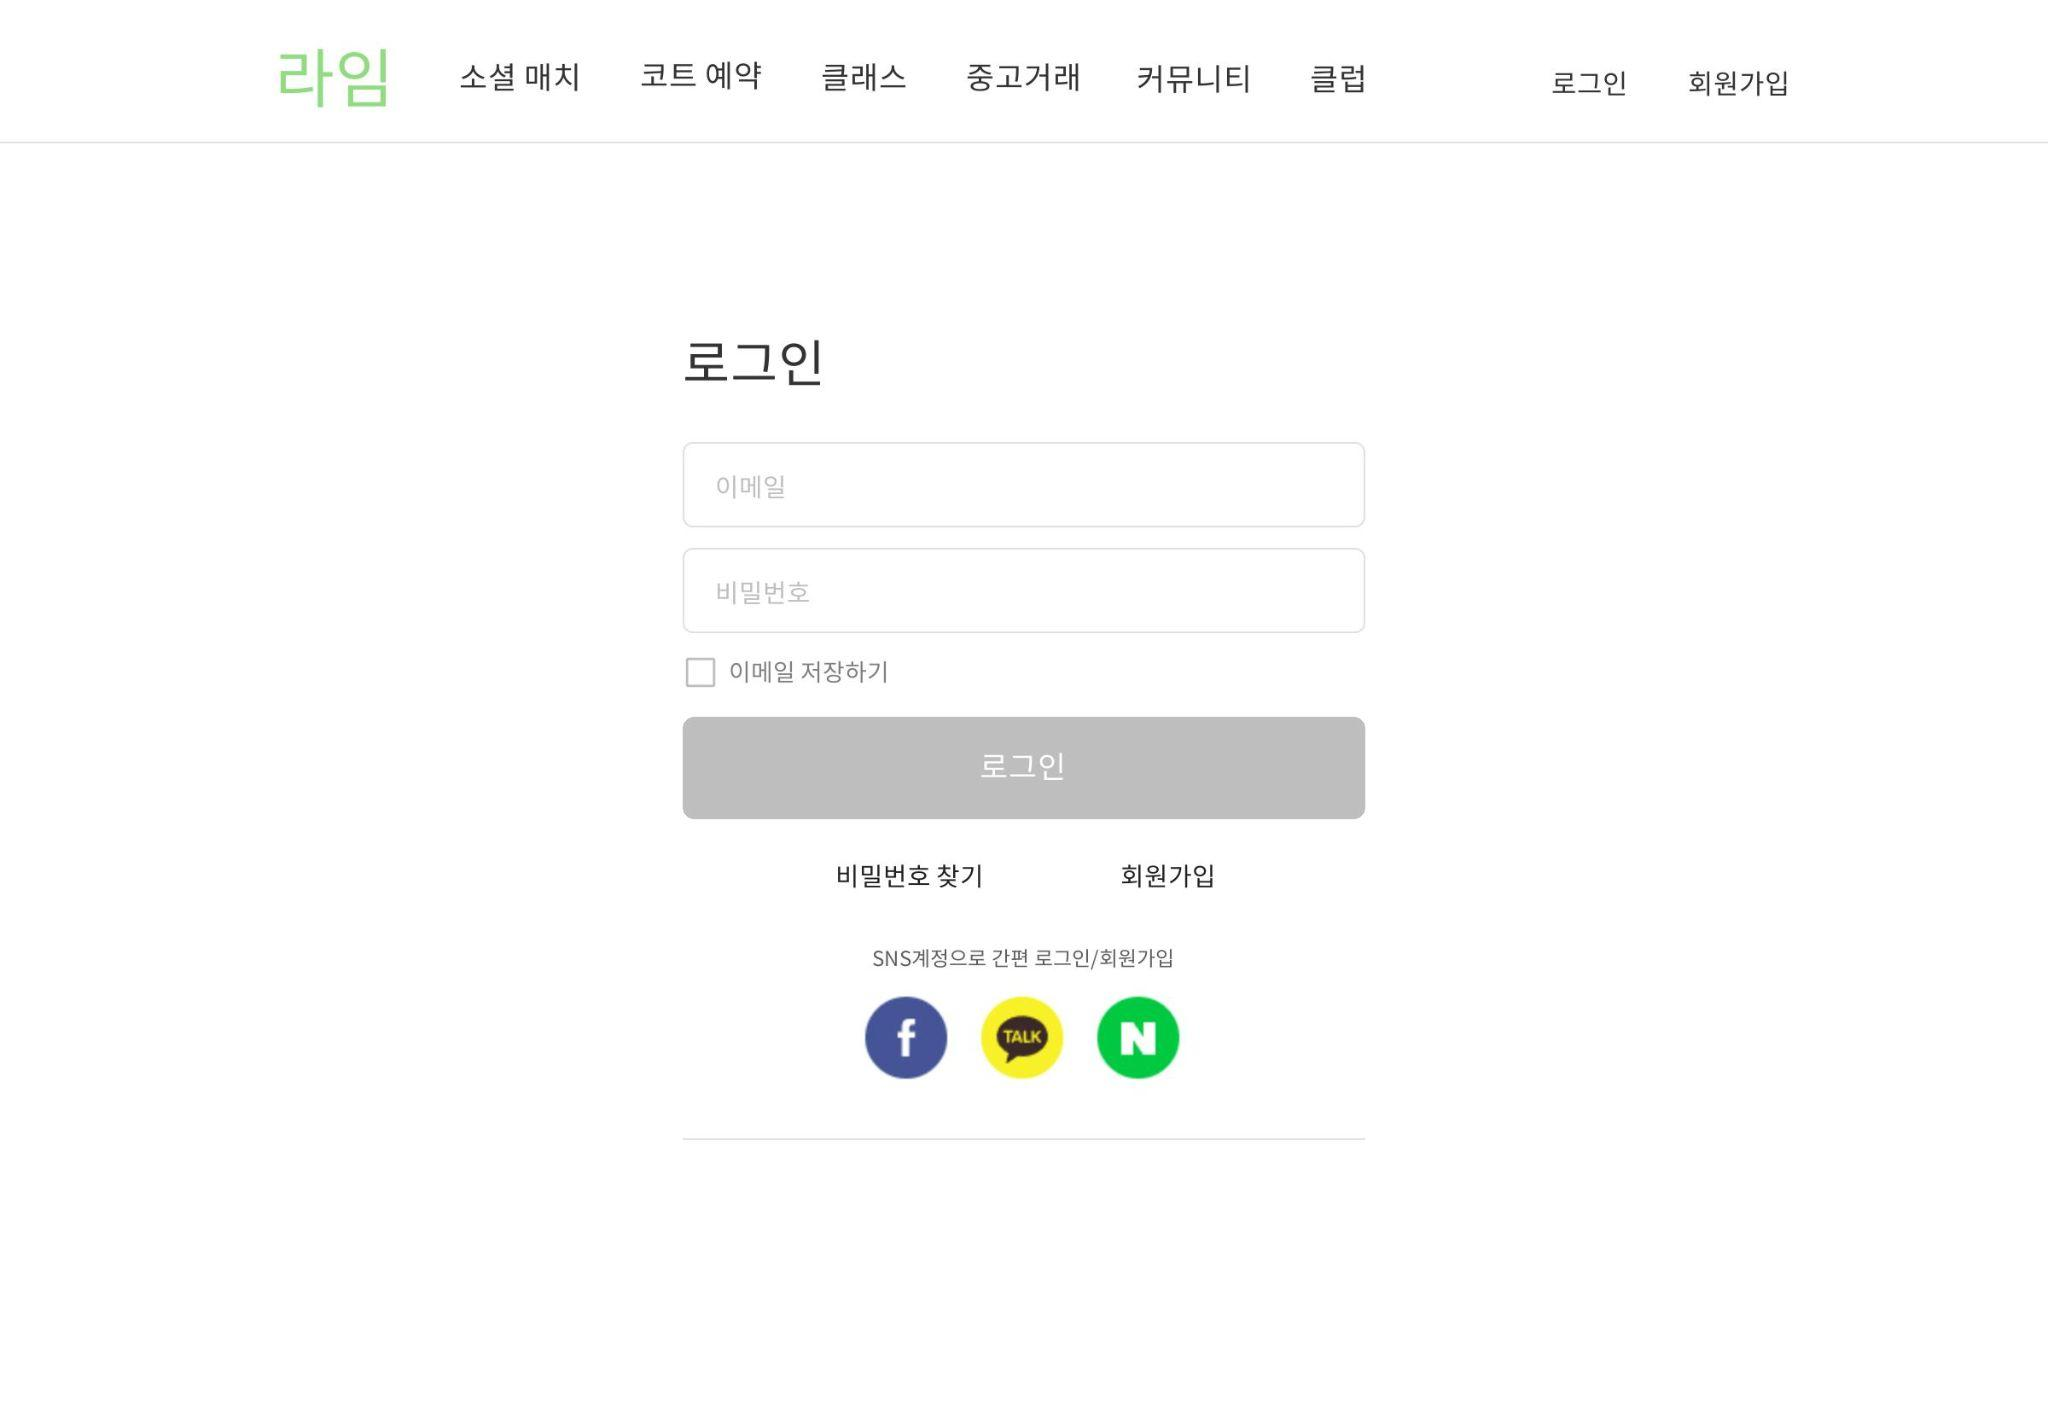 라임 소셜 매치 코트 예약 클래스 중고거래 커뮤니티 클럽 로그인 회원가입
로그인
이메일
비밀번호
이메일 저장하기
로그인
비밀번호 찾기 회원가입
SNS계정으로 간편 로그인/회원가입
f TALK N